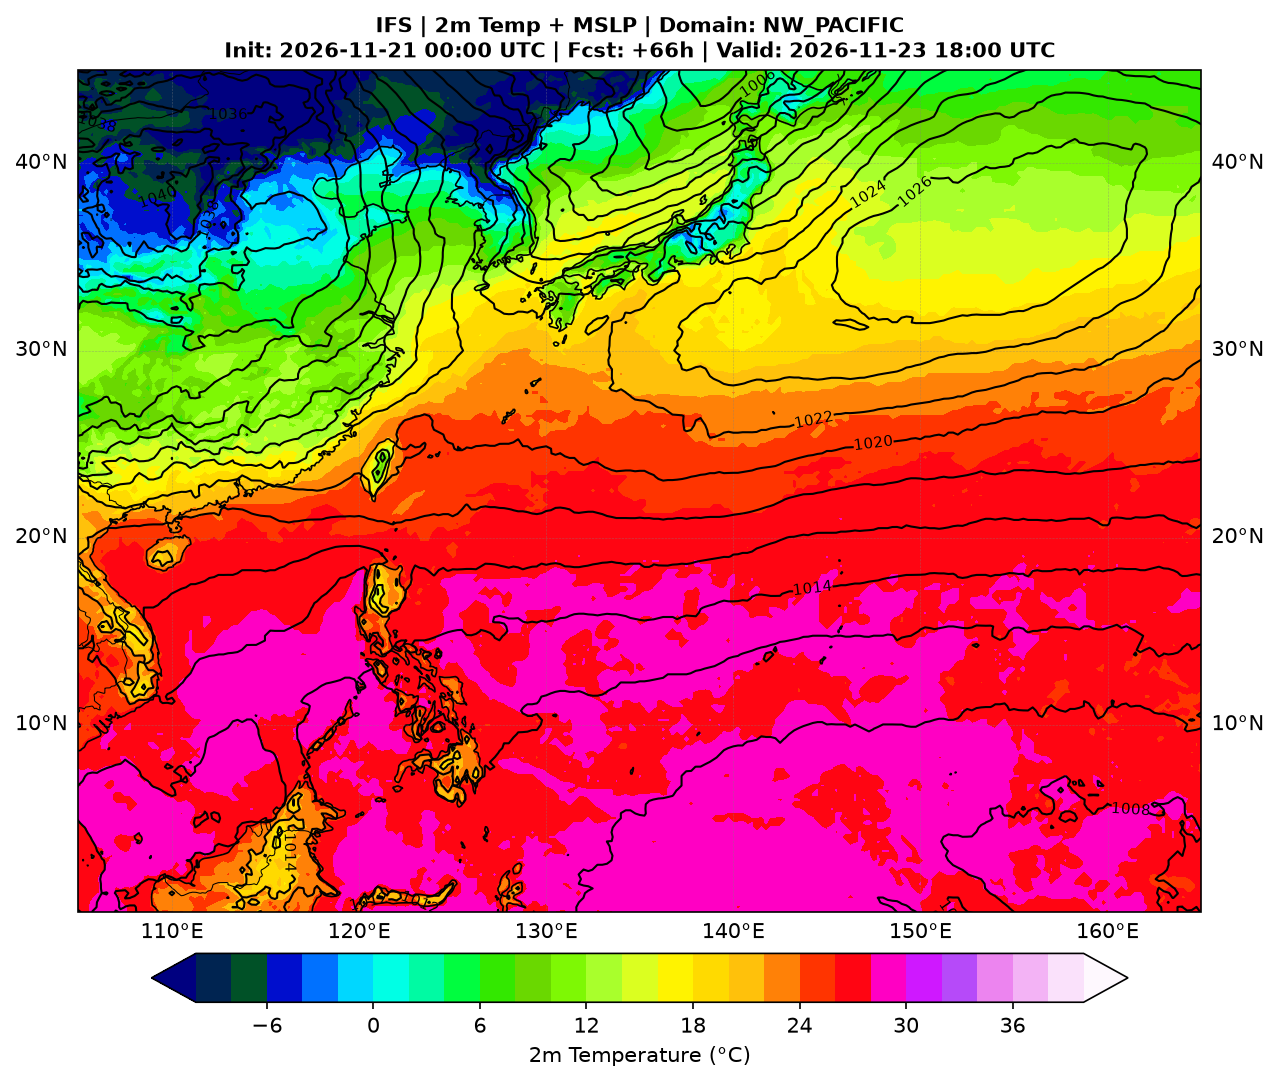 IFS | 2m Temp + MSLP | Domain: NW_PACIFIC
Init: 2026-11-21 00:00 UTC | Fcst: +66h | Valid: 2026-11-23 18:00 UTC
1006
1036
1038
1040
1024
1026
40°N
40°N
30°N
30°N
1022
1020
20°N
20°N
1014
10°N
10°N
1008
1014
110°E
120°E
130°E
140°E
150°E
160°E
−6
0
6
12
18
24
30
36
2m Temperature (°C)